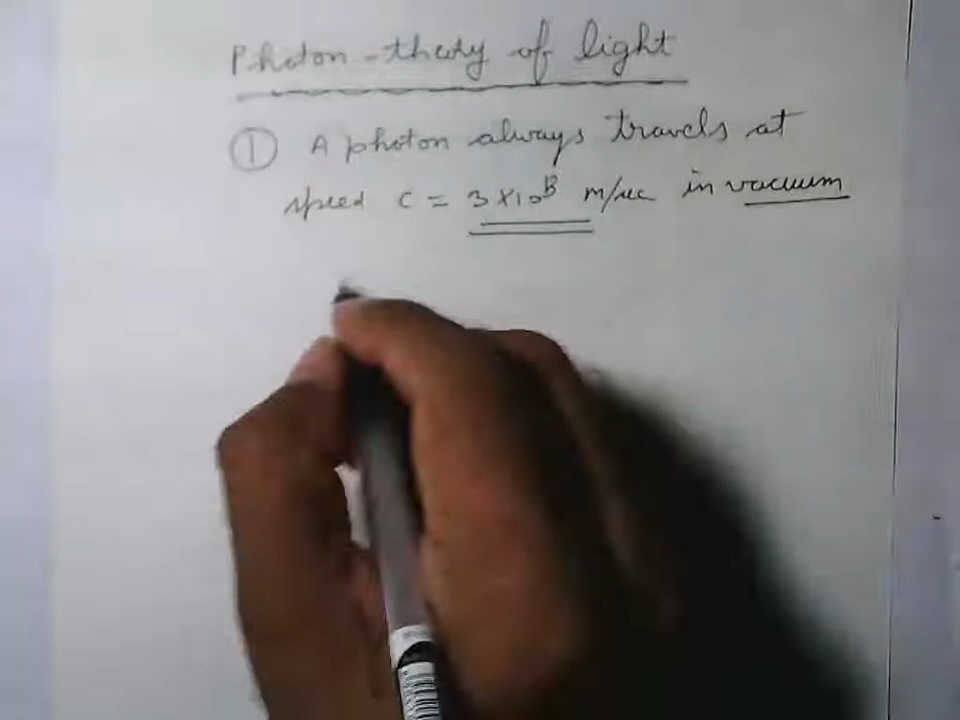 Photon-theory of light
① A photon always travels at
speed c = 3×10⁸ m/sec in vacuum